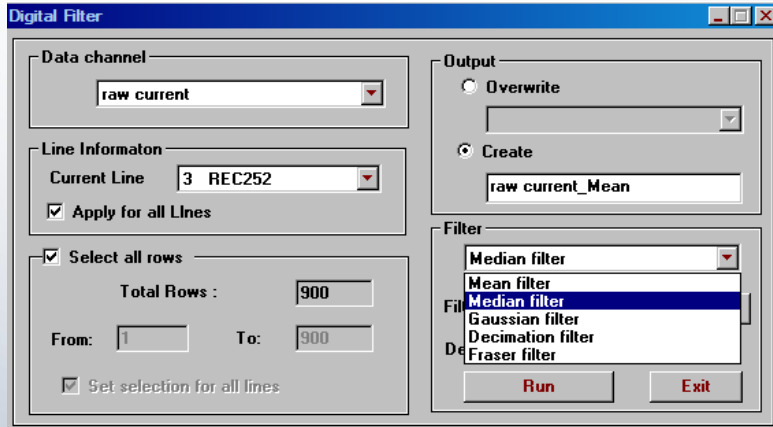 Digital Filter
Data channel
raw current
Line Informaton
Current Line 3 REC252
Apply for all LInes
Select all rows
Total Rows : 900
From: 1 To: 900
Set selection for all lines
Output
Overwrite
Create
raw current_Mean
Filter
Median filter
Mean filter
Median filter
Gaussian filter
Decimation filter
Fraser filter
Run Exit